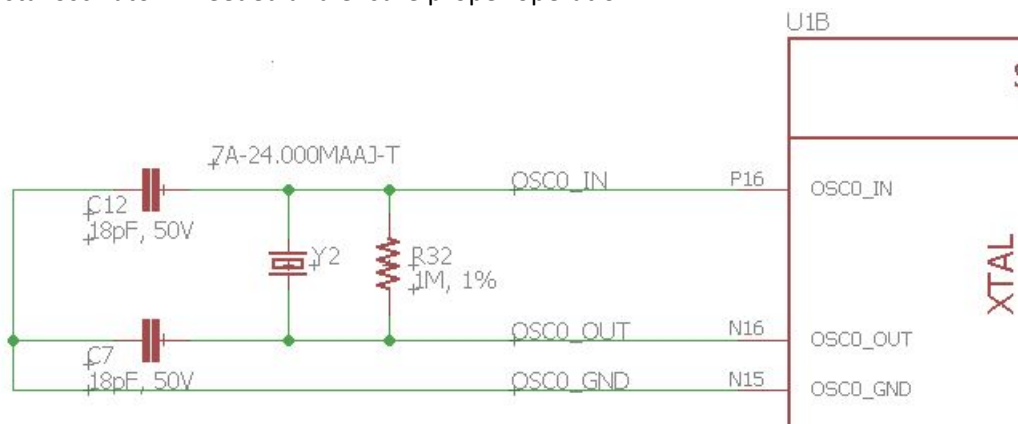 U1B
7A-24.000MAAJ-T
OSC0_IN
P16
OSC0_IN
C12
18pF, 50V
Y2
R32
1M, 1%
XTAL
OSC0_OUT
N16
OSC0_OUT
C7
18pF, 50V
OSC0_GND
N15
OSC0_GND